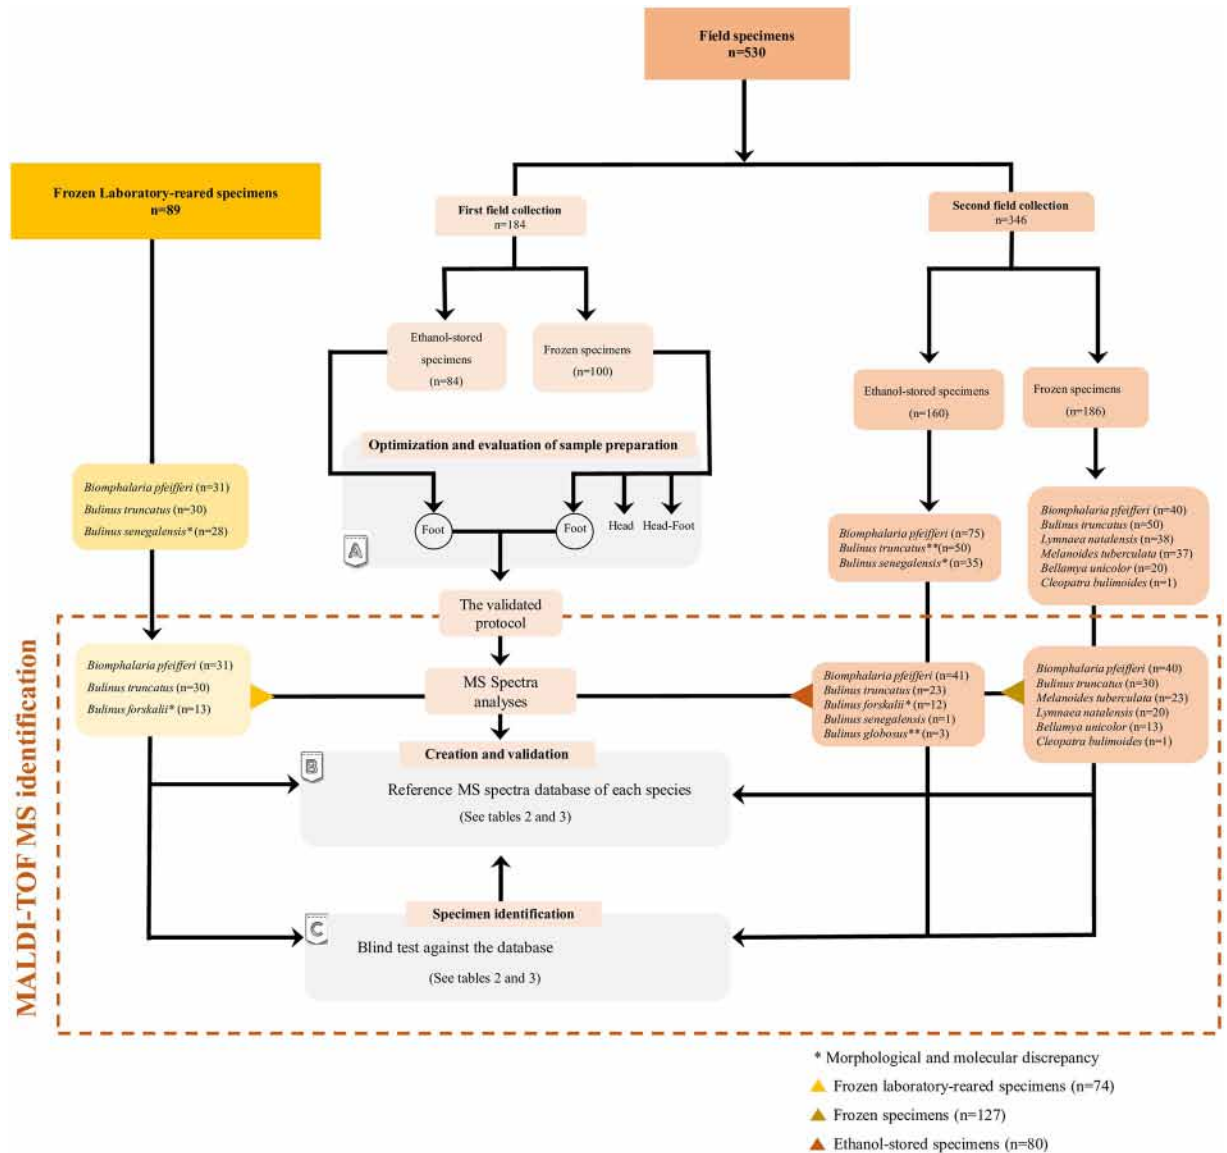 Field specimens
n=530
Frozen Laboratory-reared specimens
n=89
First field collection
n=184
Second field collection
n=346
Ethanol-stored
specimens
(n=84)
Frozen specimens
(n=100)
Ethanol-stored specimens
(n=160)
Frozen specimens
(n=186)
Optimization and evaluation of sample preparation
Foot
Foot
Head
Head-Foot
A
Biomphalaria pfeifferi (n=31)
Bulinus truncatus (n=30)
Bulinus senegalensis* (n=28)
Biomphalaria pfeifferi (n=75)
Bulinus truncatus**(n=50)
Bulinus senegalensis* (n=35)
Biomphalaria pfeifferi (n=40)
Bulinus truncatus (n=50)
Lymnaea natalensis (n=38)
Melanoides tuberculata (n=37)
Bellamya unicolor (n=20)
Cleopatra bulimoides (n=1)
The validated
protocol
MALDI-TOF MS identification
Biomphalaria pfeifferi (n=31)
Bulinus truncatus (n=30)
Bulinus forskalii* (n=13)
MS Spectra
analyses
Biomphalaria pfeifferi (n=41)
Bulinus truncatus (n=23)
Bulinus forskalii* (n=12)
Bulinus senegalensis (n=1)
Bulinus globosus** (n=3)
Biomphalaria pfeifferi (n=40)
Bulinus truncatus (n=30)
Melanoides tuberculata (n=23)
Lymnaea natalensis (n=20)
Bellamya unicolor (n=13)
Cleopatra bulimoides (n=1)
B
Creation and validation
Reference MS spectra database of each species
(See tables 2 and 3)
C
Specimen identification
Blind test against the database
(See tables 2 and 3)
* Morphological and molecular discrepancy
Frozen laboratory-reared specimens (n=74)
Frozen specimens (n=127)
Ethanol-stored specimens (n=80)